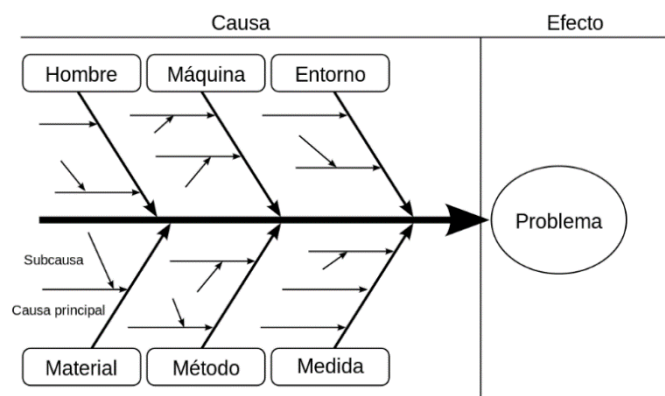 Causa
Efecto
Hombre
Máquina
Entorno
Problema
Subcausa
Causa principal
Material
Método
Medida